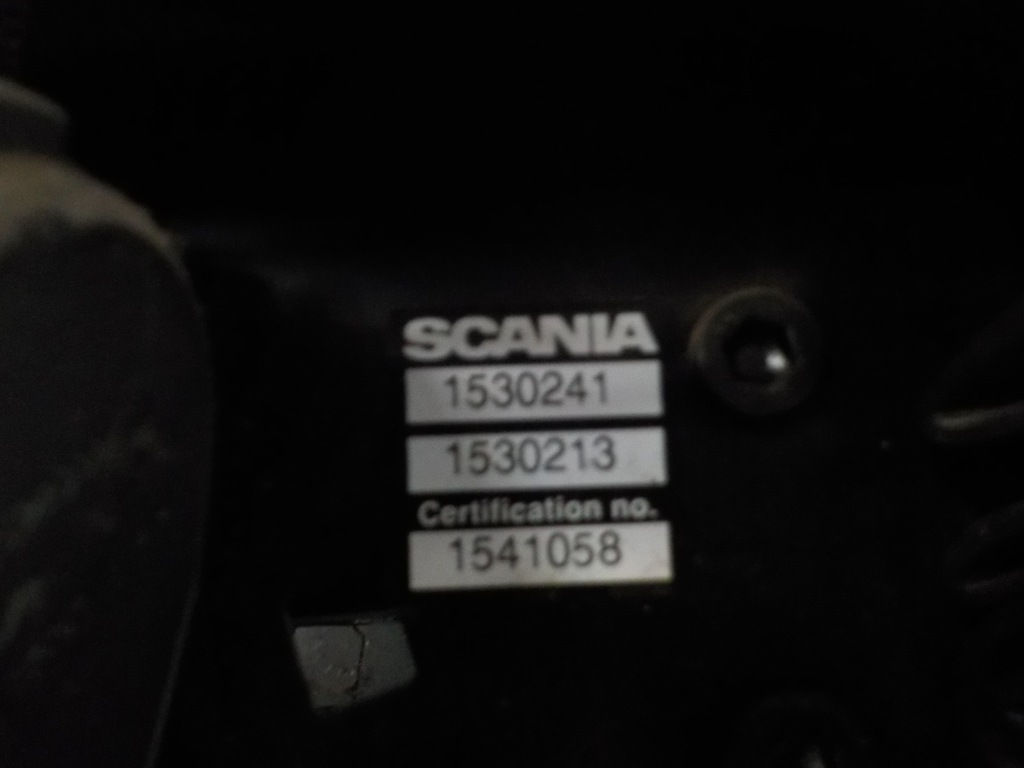 SCANIA
1530241
1530213
Certification no.
1541058